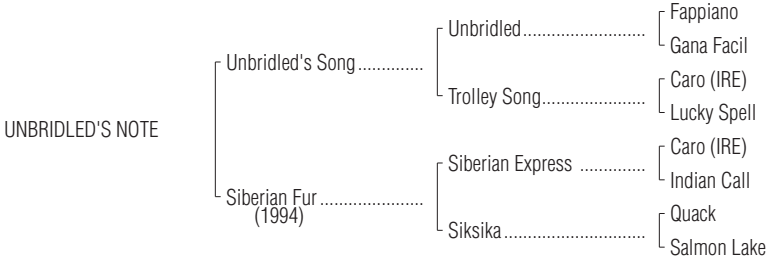 Fappiano
Unbridled..............................
Gana Facil
Unbridled's Song ................
Caro (IRE)
Trolley Song..........................
Lucky Spell
UNBRIDLED'S NOTE
Caro (IRE)
Siberian Express ................
Indian Call
Siberian Fur ..........................
(1994)
Quack
Siksika...................................
Salmon Lake